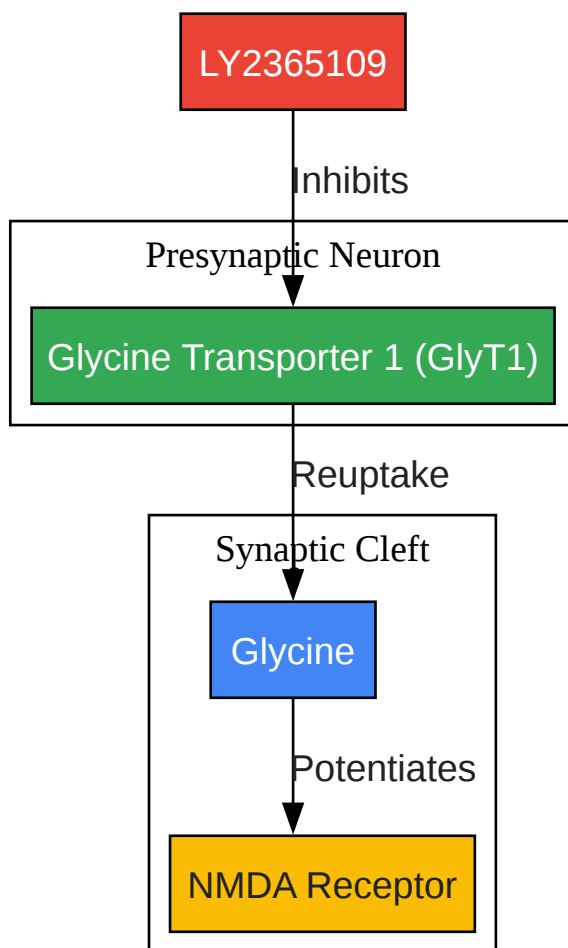 LY2365109
Inhibits
Presynaptic Neuron
Glycine Transporter 1 (GlyT1)
Reuptake
Synaptic Cleft
Glycine
Potentiates
NMDA Receptor